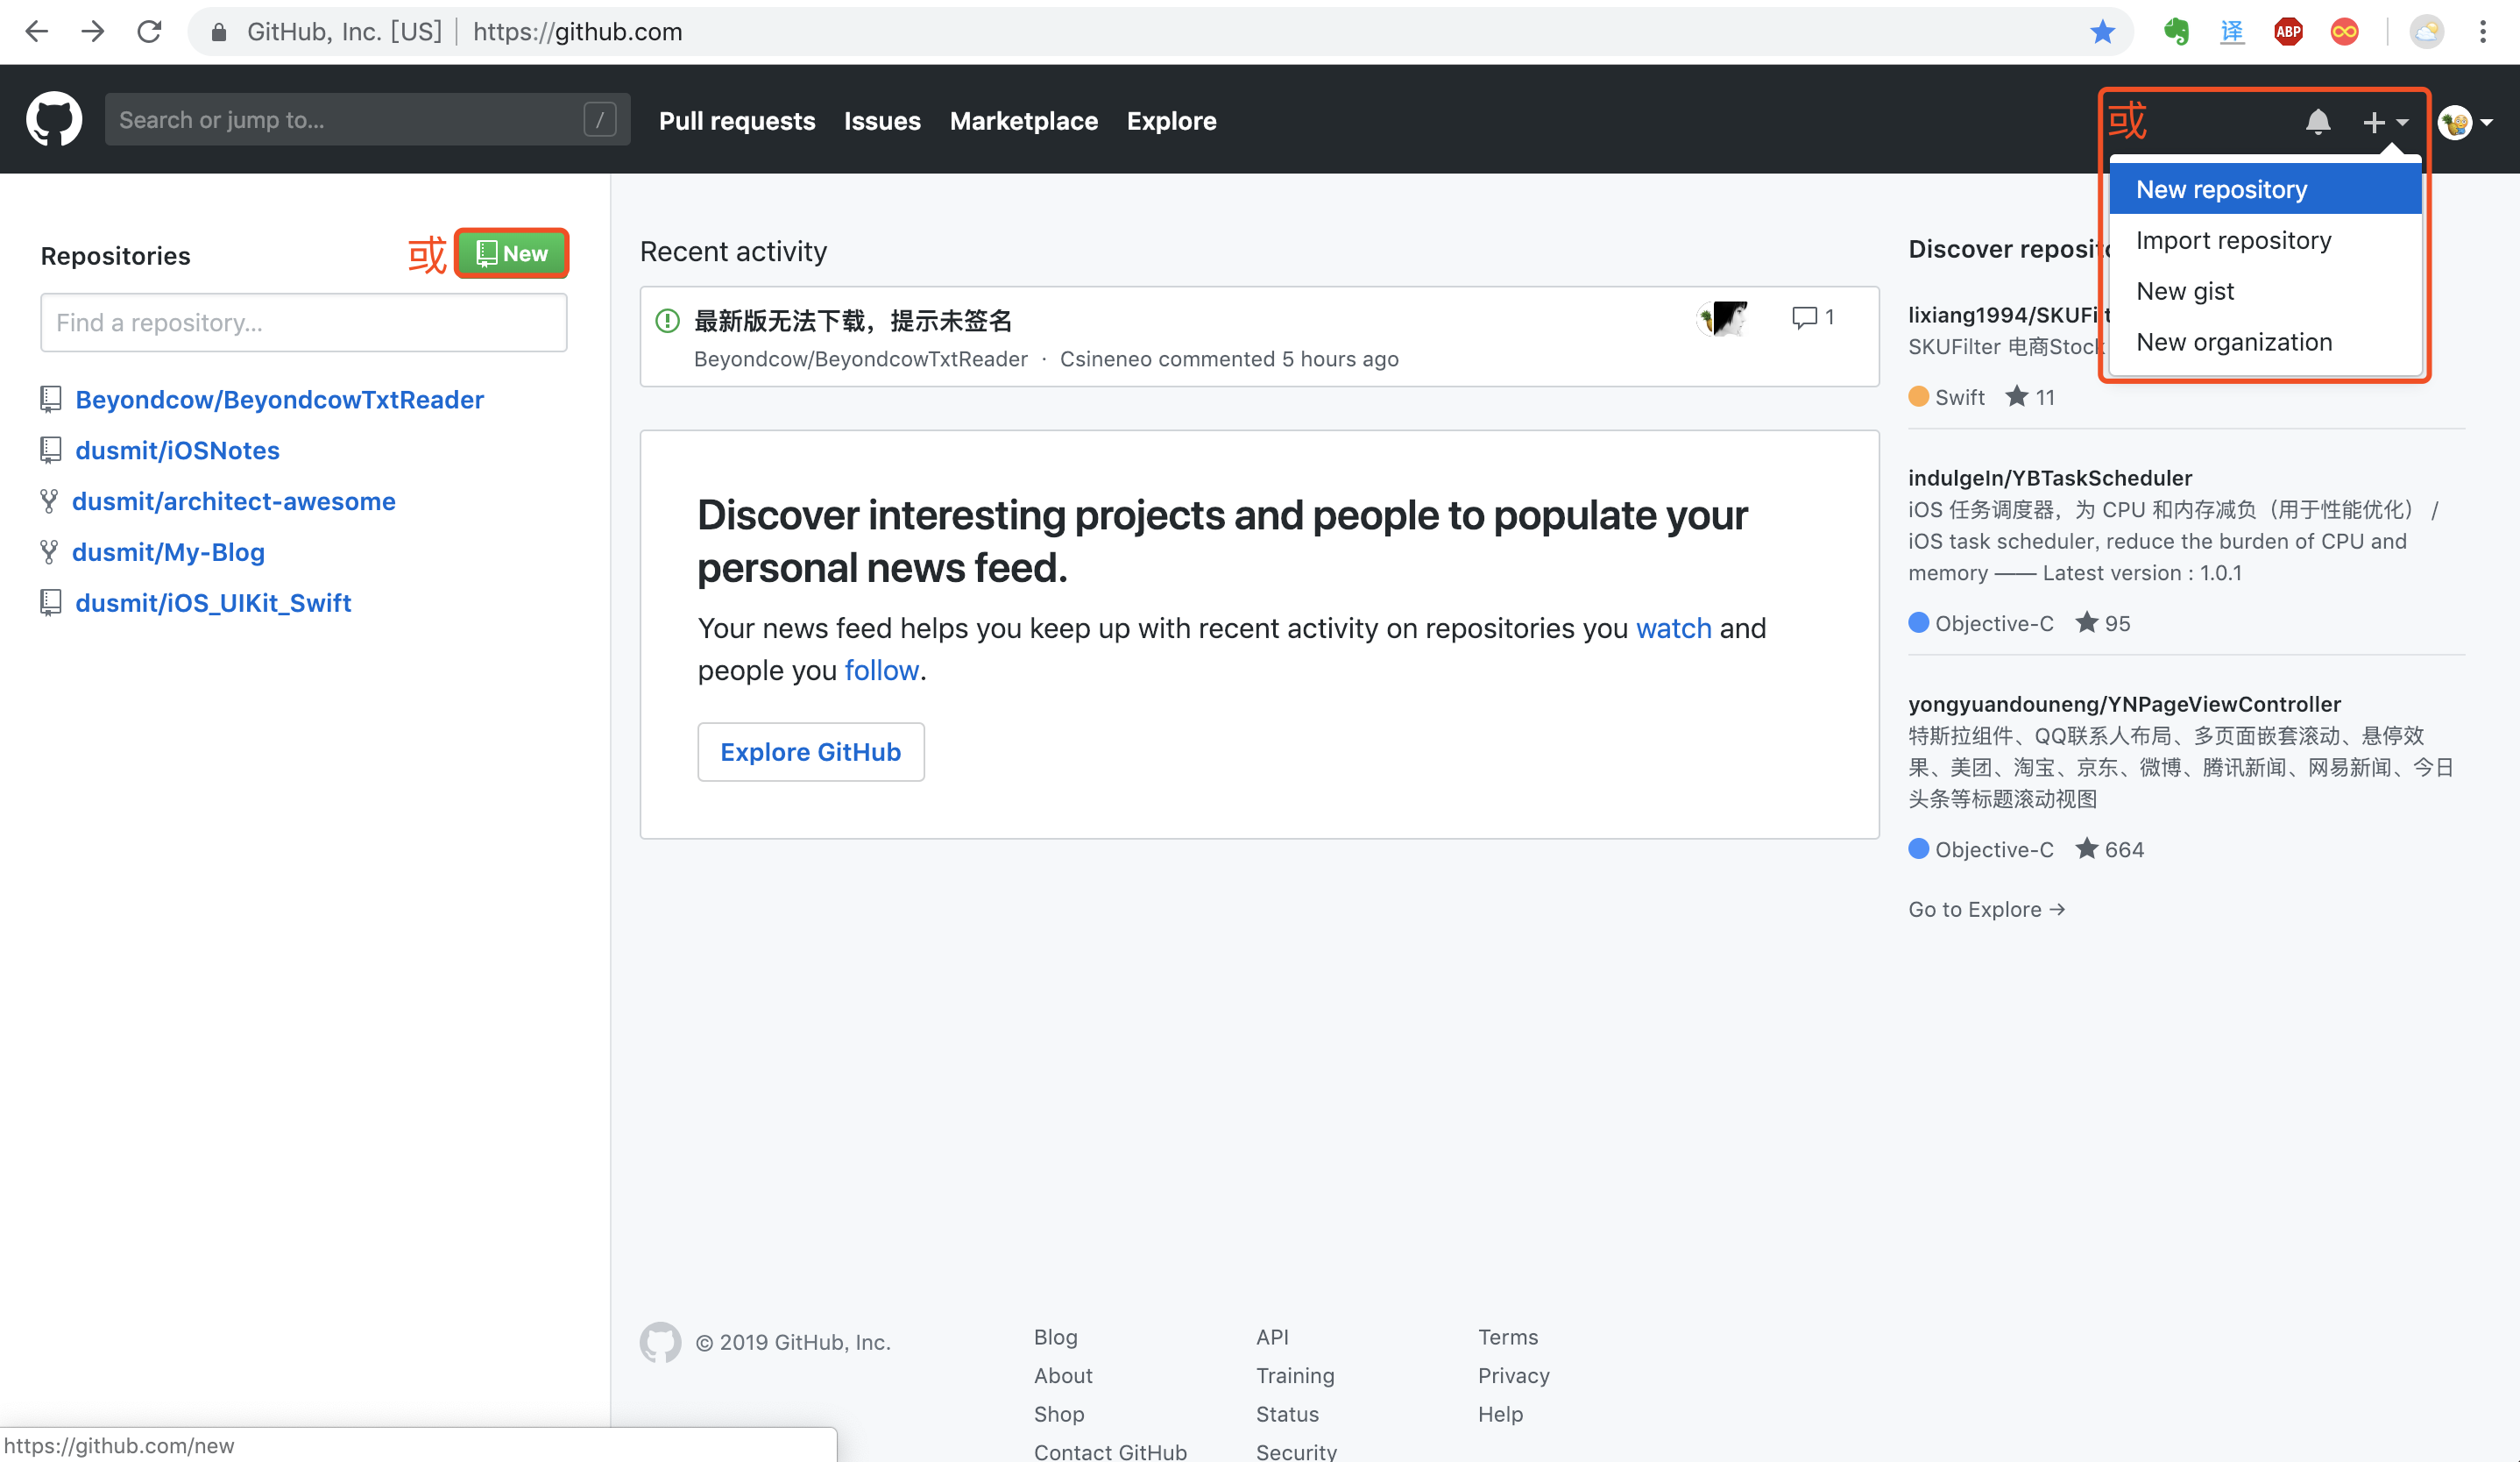 GitHub, Inc. [US] | https://github.com
译
ABP
Search or jump to...
/
Pull requests
Issues
Marketplace
Explore
或
New repository
Import repository
New gist
New organization
Repositories
或
New
Find a repository...
Beyondcow/BeyondcowTxtReader
dusmit/iOSNotes
dusmit/architect-awesome
dusmit/My-Blog
dusmit/iOS_UIKit_Swift
Recent activity
最新版无法下载，提示未签名
1
Beyondcow/BeyondcowTxtReader · Csineneo commented 5 hours ago
Discover interesting projects and people to populate your
personal news feed.
Your news feed helps you keep up with recent activity on repositories you watch and
people you follow.
Explore GitHub
Discover reposit
lixiang1994/SKUFilt
SKUFilter 电商Stock
Swift
11
indulgeIn/YBTaskScheduler
iOS 任务调度器，为 CPU 和内存减负（用于性能优化） /
iOS task scheduler, reduce the burden of CPU and
memory —— Latest version : 1.0.1
Objective-C
95
yongyuandouneng/YNPageViewController
特斯拉组件、QQ联系人布局、多页面嵌套滚动、悬停效
果、美团、淘宝、京东、微博、腾讯新闻、网易新闻、今日
头条等标题滚动视图
Objective-C
664
Go to Explore →
© 2019 GitHub, Inc.
Blog
About
Shop
Contact GitHub
API
Training
Status
Security
Terms
Privacy
Help
https://github.com/new